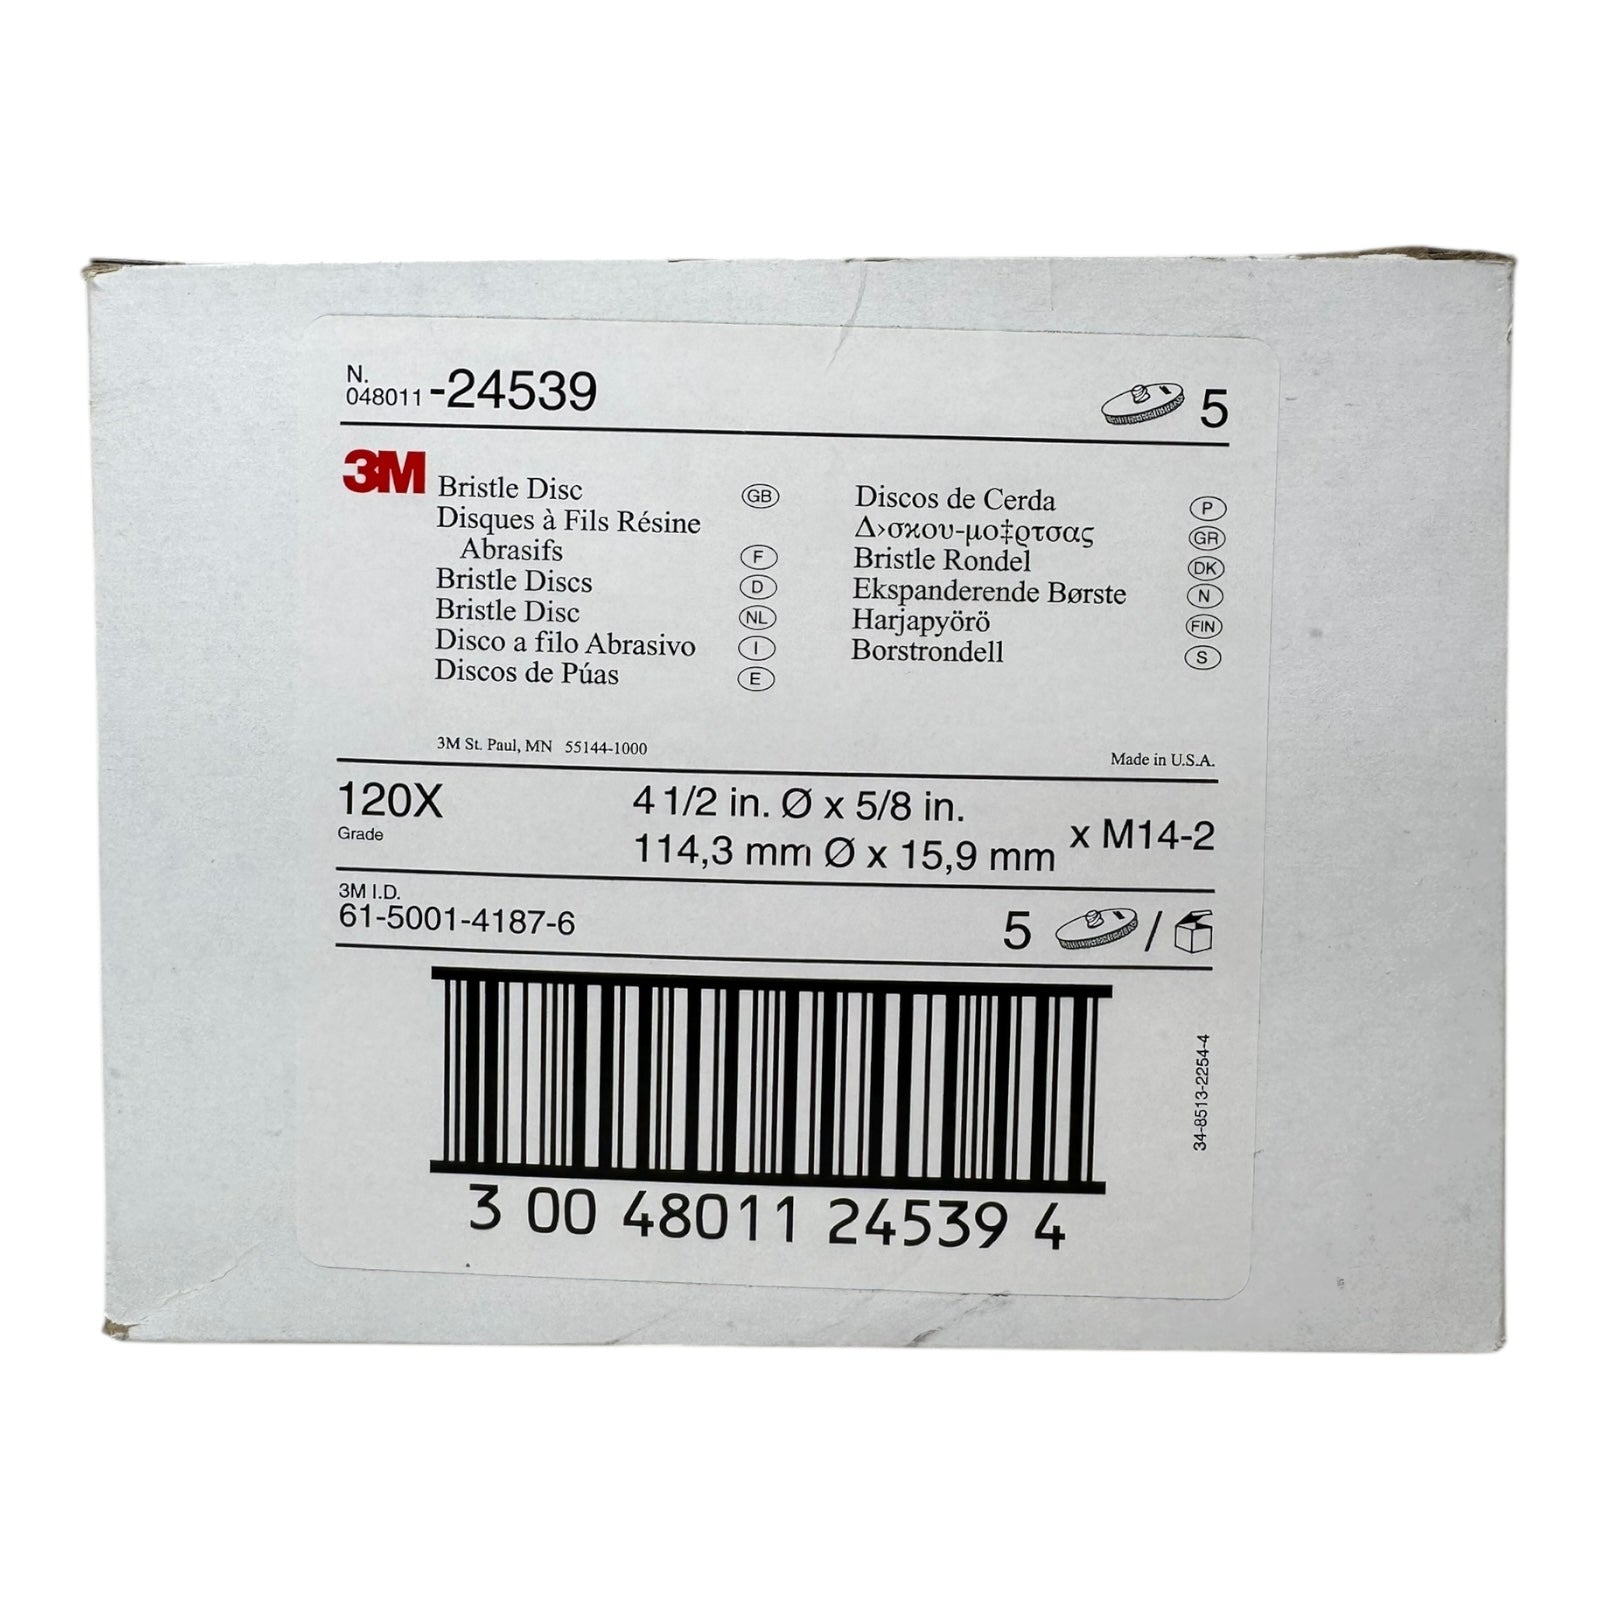 N.
048011-24539
5
3M
Bristle Disc GB
Disques à Fils Résine
Abrasifs F
Bristle Discs D
Bristle Disc NL
Disco a filo Abrasivo I
Discos de Púas E
Discos de Cerda P
Δ›σκου-μο‡ρτσας GR
Bristle Rondel DK
Ekspanderende Børste N
Harjapyörö FIN
Borstrondell S
3M St. Paul, MN 55144-1000
Made in U.S.A.
120X
Grade
4 1/2 in. Ø x 5/8 in.
114,3 mm Ø x 15,9 mm
x M14-2
3M I.D.
61-5001-4187-6
5 /
34-8513-2254-4
3 00 48011 24539 4